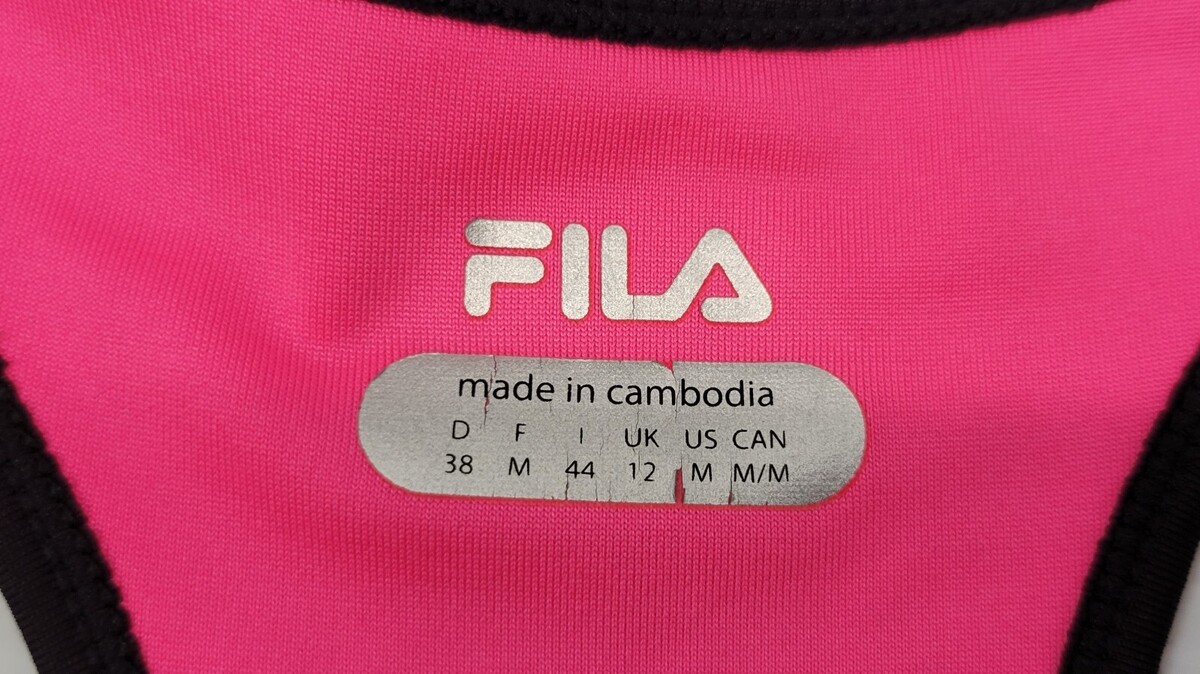 FILA
made in cambodia
D F I UK US CAN
38 M 44 12 M M/M